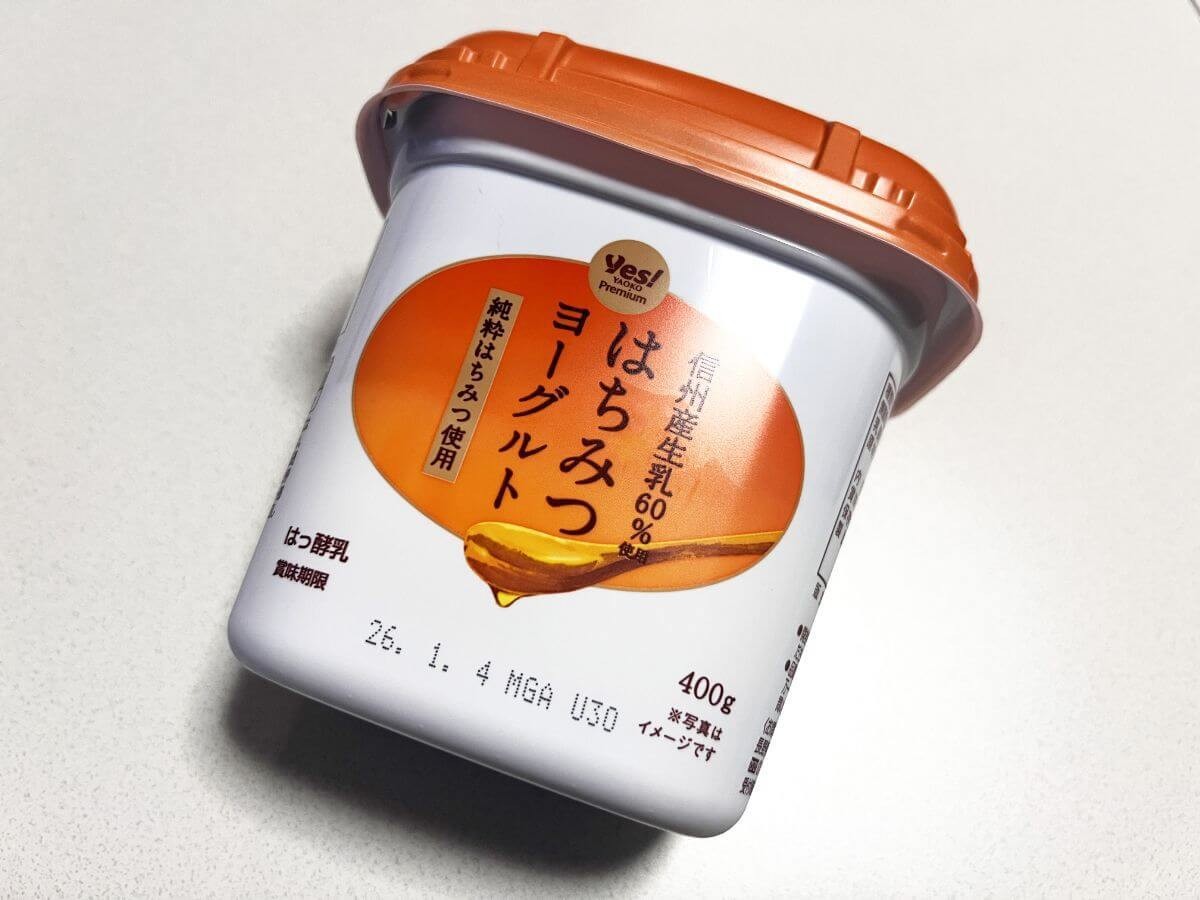 Yes!
YAOKO
Premium
信州産生乳60%使用
はちみつ
ヨーグルト
純粋はちみつ使用
はっ酵乳
賞味期限
26. 1. 4 MGA U30
400g
※写真は
イメージです